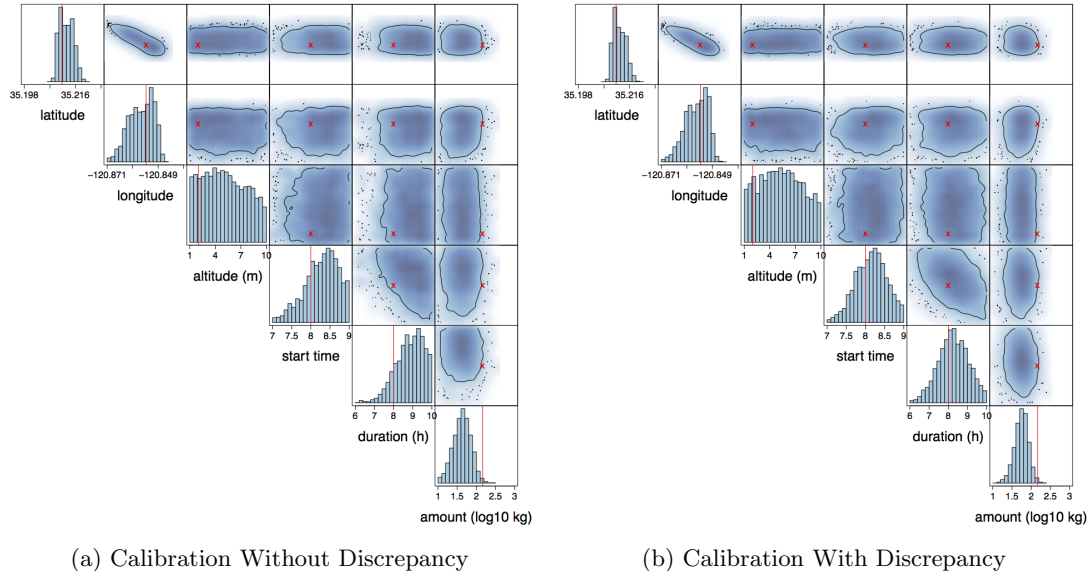 35.198 35.216 35.198 35.216
latitude latitude
−120.871 −120.849 −120.871 −120.849
longitude longitude
1 4 7 10 1 4 7 10
altitude (m) altitude (m)
7 7.5 8 8.5 9 7 7.5 8 8.5 9
start time start time
6 7 8 9 10 6 7 8 9 10
duration (h) duration (h)
1 1.5 2 2.5 3 1 1.5 2 2.5 3
amount (log10 kg) amount (log10 kg)
(a) Calibration Without Discrepancy (b) Calibration With Discrepancy